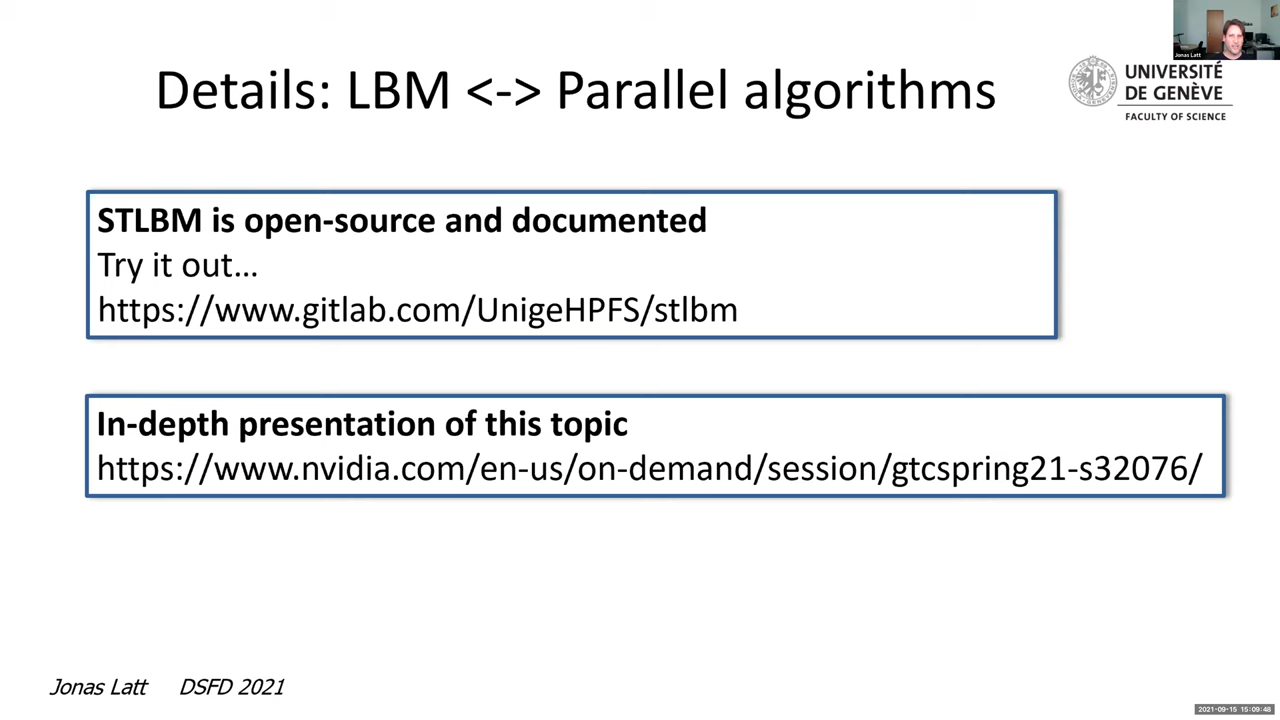 Jonas Latt
Details: LBM <-> Parallel algorithms
UNIVERSITÉ
DE GENÈVE
FACULTY OF SCIENCE
STLBM is open-source and documented
Try it out...
https://www.gitlab.com/UnigeHPFS/stlbm
In-depth presentation of this topic
https://www.nvidia.com/en-us/on-demand/session/gtcspring21-s32076/
Jonas Latt DSFD 2021
2021-09-15 15:09:48